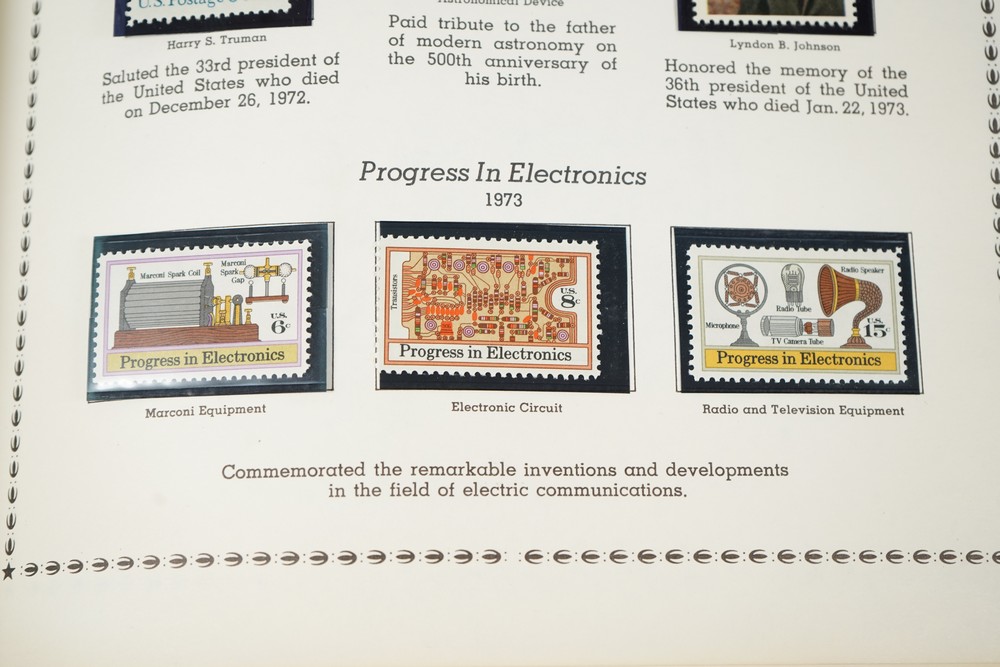 U.S. Postage 8
Harry S. Truman
Saluted the 33rd president of
the United States who died
on December 26, 1972.
Astronomical Device
Paid tribute to the father
of modern astronomy on
the 500th anniversary of
his birth.
Lyndon B. Johnson
Honored the memory of the
36th president of the United
States who died Jan. 22, 1973.
Progress In Electronics
1973
Marconi Spark Coil
Marconi
Spark
Gap
U.S.
6c
Progress in Electronics
Marconi Equipment
Transistors
U.S.
8c
Progress in Electronics
Electronic Circuit
Radio Speaker
Radio Tube
Microphone
TV Camera Tube
U.S.
15c
Progress in Electronics
Radio and Television Equipment
Commemorated the remarkable inventions and developments
in the field of electric communications.